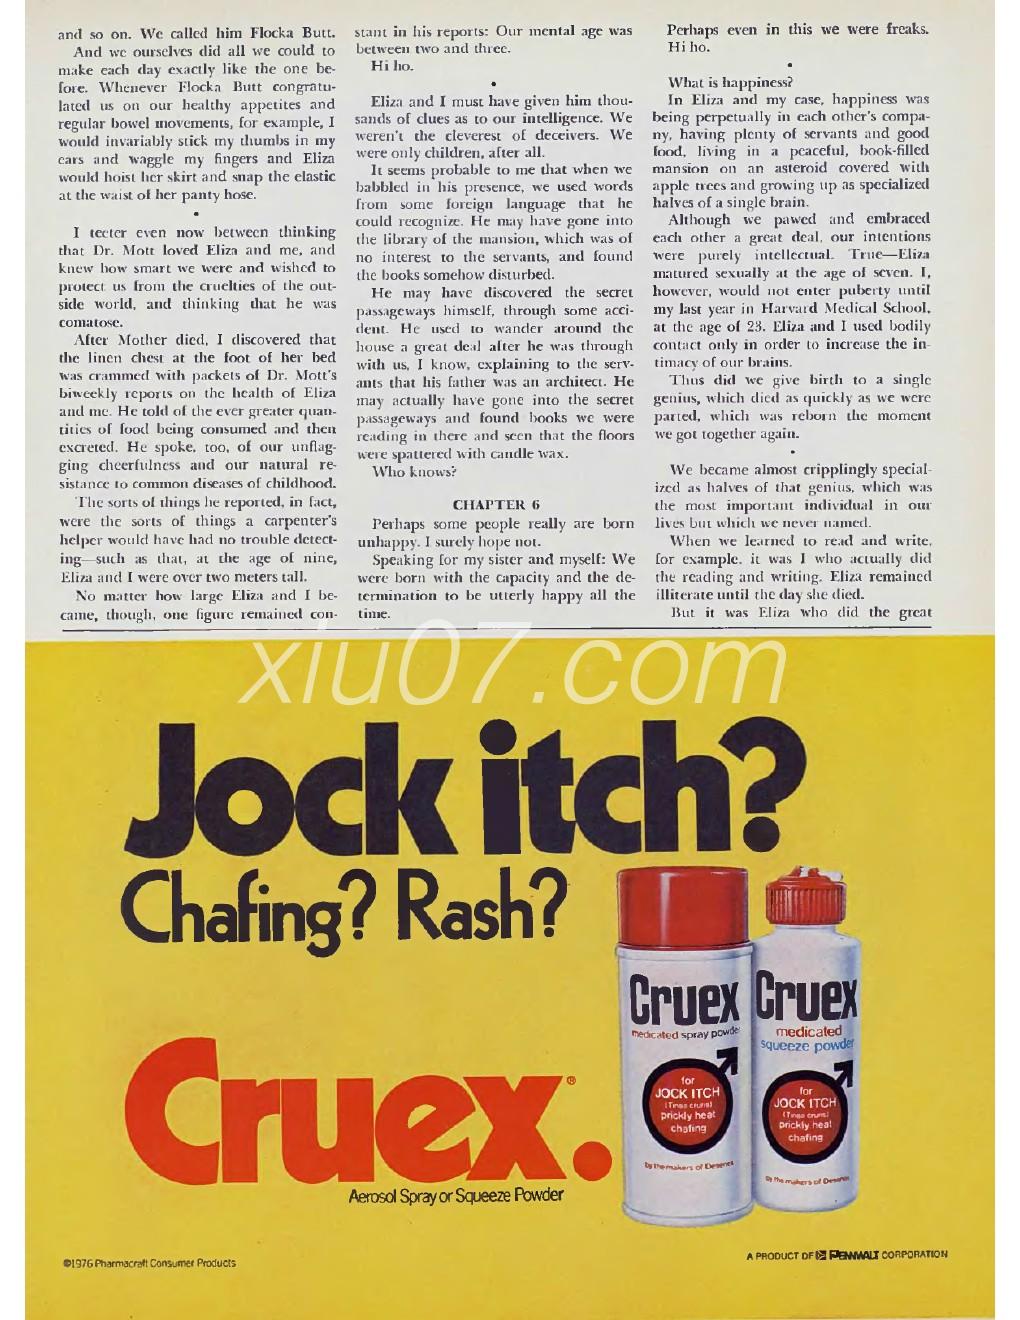 and so on. We called him Flocka Butt.
And we ourselves did all we could to
make each day exactly like the one be-
fore. Whenever Flocka Butt congratu-
lated us on our healthy appetites and
regular bowel movements, for example, I
would invariably stick my thumbs in my
ears and waggle my fingers and Eliza
would hoist her skirt and snap the elastic
at the waist of her panty hose.
•
I teeter even now between thinking
that Dr. Mott loved Eliza and me, and
knew how smart we were and wished to
protect us from the cruelties of the out-
side world, and thinking that he was
comatose.
After Mother died, I discovered that
the linen chest at the foot of her bed
was crammed with packets of Dr. Mott's
biweekly reports on the health of Eliza
and me. He told of the ever greater quan-
tities of food being consumed and then
excreted. He spoke, too, of our unflag-
ging cheerfulness and our natural re-
sistance to common diseases of childhood.
The sorts of things he reported, in fact,
were the sorts of things a carpenter's
helper would have had no trouble detect-
ing—such as that, at the age of nine,
Eliza and I were over two meters tall.
No matter how large Eliza and I be-
came, though, one figure remained con-
stant in his reports: Our mental age was
between two and three.
Hi ho.
•
Eliza and I must have given him thou-
sands of clues as to our intelligence. We
weren't the cleverest of deceivers. We
were only children, after all.
It seems probable to me that when we
babbled in his presence, we used words
from some foreign language that he
could recognize. He may have gone into
the library of the mansion, which was of
no interest to the servants, and found
the books somehow disturbed.
He may have discovered the secret
passageways himself, through some acci-
dent. He used to wander around the
house a great deal after he was through
with us, I know, explaining to the serv-
ants that his father was an architect. He
may actually have gone into the secret
passageways and found books we were
reading in there and seen that the floors
were spattered with candle wax.
Who knows?
CHAPTER 6
Perhaps some people really are born
unhappy. I surely hope not.
Speaking for my sister and myself: We
were born with the capacity and the de-
termination to be utterly happy all the
time.
Perhaps even in this we were freaks.
Hi ho.
•
What is happiness?
In Eliza and my case, happiness was
being perpetually in each other's compa-
ny, having plenty of servants and good
food, living in a peaceful, book-filled
mansion on an asteroid covered with
apple trees and growing up as specialized
halves of a single brain.
Although we pawed and embraced
each other a great deal, our intentions
were purely intellectual. True—Eliza
matured sexually at the age of seven. I,
however, would not enter puberty until
my last year in Harvard Medical School,
at the age of 23. Eliza and I used bodily
contact only in order to increase the in-
timacy of our brains.
Thus did we give birth to a single
genius, which died as quickly as we were
parted, which was reborn the moment
we got together again.
•
We became almost cripplingly special-
ized as halves of that genius, which was
the most important individual in our
lives but which we never named.
When we learned to read and write,
for example, it was I who actually did
the reading and writing. Eliza remained
illiterate until the day she died.
But it was Eliza who did the great
xiu07.com
Jock itch?
Chafing? Rash?
Cruex®.
Aerosol Spray or Squeeze Powder
Cruex
medicated spray powder
for
JOCK ITCH
(Tinea cruris)
prickly heat
chafing
by the makers of Desenex
Cruex
medicated
squeeze powder
for
JOCK ITCH
(Tinea cruris)
prickly heat
chafing
by the makers of Desenex
©1976 Pharmacraft Consumer Products
A PRODUCT OF PENNWALT CORPORATION